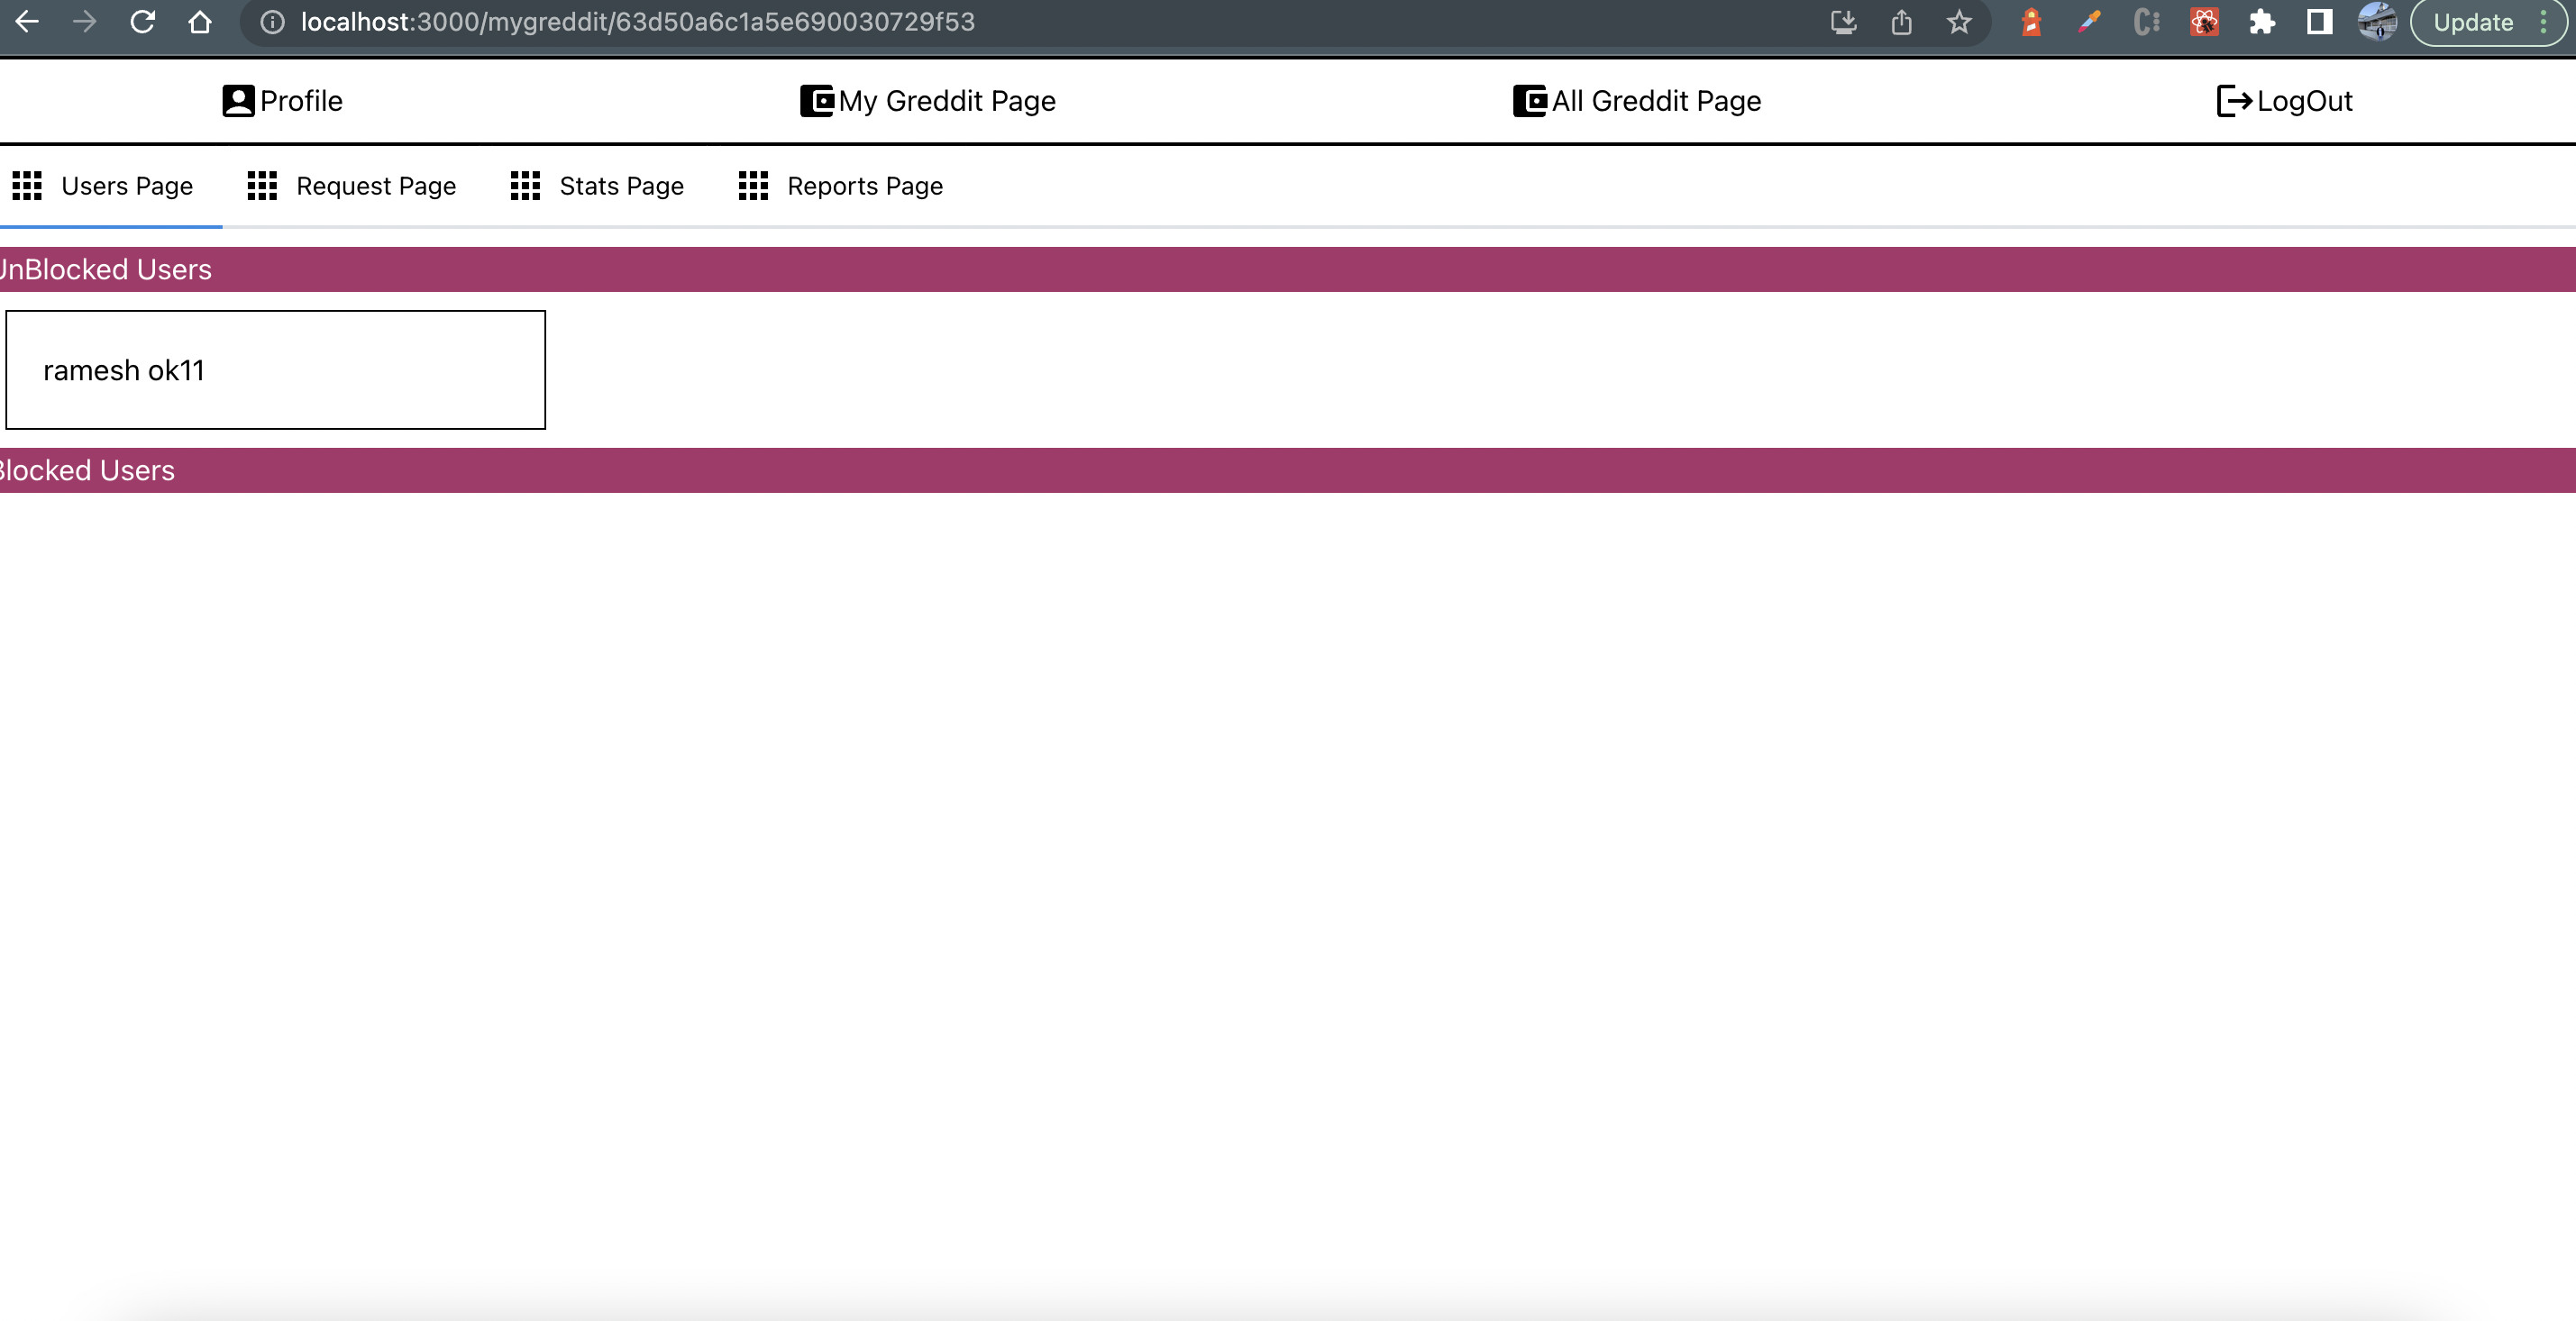 localhost:3000/mygreddit/63d50a6c1a5e690030729f53
Update
Profile
My Greddit Page
All Greddit Page
LogOut
Users Page
Request Page
Stats Page
Reports Page
UnBlocked Users
ramesh ok11
Blocked Users